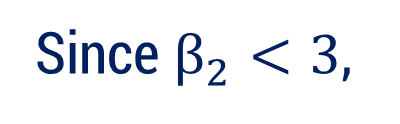 Since β₂ < 3,